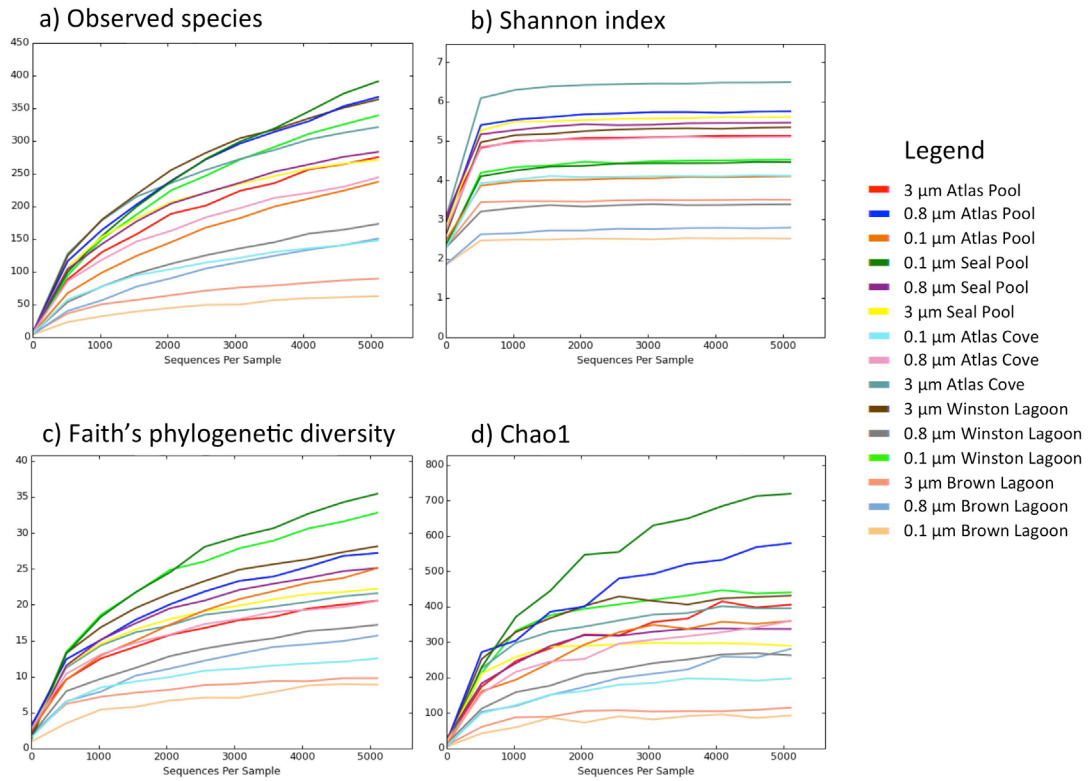 a) Observed species
450
400
350
300
250
200
150
100
50
0
0 1000 2000 3000 4000 5000
Sequences Per Sample
b) Shannon index
7
6
5
4
3
2
1
0
0 1000 2000 3000 4000 5000
Sequences Per Sample
c) Faith's phylogenetic diversity
40
35
30
25
20
15
10
5
0
0 1000 2000 3000 4000 5000
Sequences Per Sample
d) Chao1
800
700
600
500
400
300
200
100
0
0 1000 2000 3000 4000 5000
Sequences Per Sample
Legend
3 µm Atlas Pool
0.8 µm Atlas Pool
0.1 µm Atlas Pool
0.1 µm Seal Pool
0.8 µm Seal Pool
3 µm Seal Pool
0.1 µm Atlas Cove
0.8 µm Atlas Cove
3 µm Atlas Cove
3 µm Winston Lagoon
0.8 µm Winston Lagoon
0.1 µm Winston Lagoon
3 µm Brown Lagoon
0.8 µm Brown Lagoon
0.1 µm Brown Lagoon